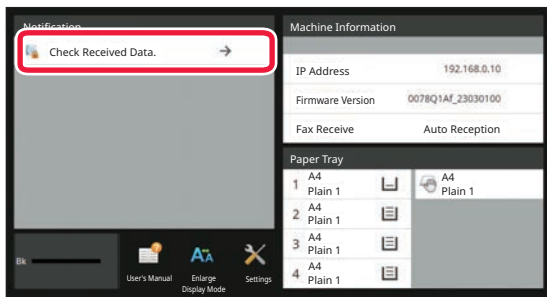 Notification
Check Received Data.
Machine Information
IP Address 192.168.0.10
Firmware Version 0078Q1Af_23030100
Fax Receive Auto Reception
Paper Tray
1 A4
Plain 1
A4
Plain 1
2 A4
Plain 1
3 A4
Plain 1
4 A4
Plain 1
Bk
User's Manual
Enlarge
Display Mode
Settings